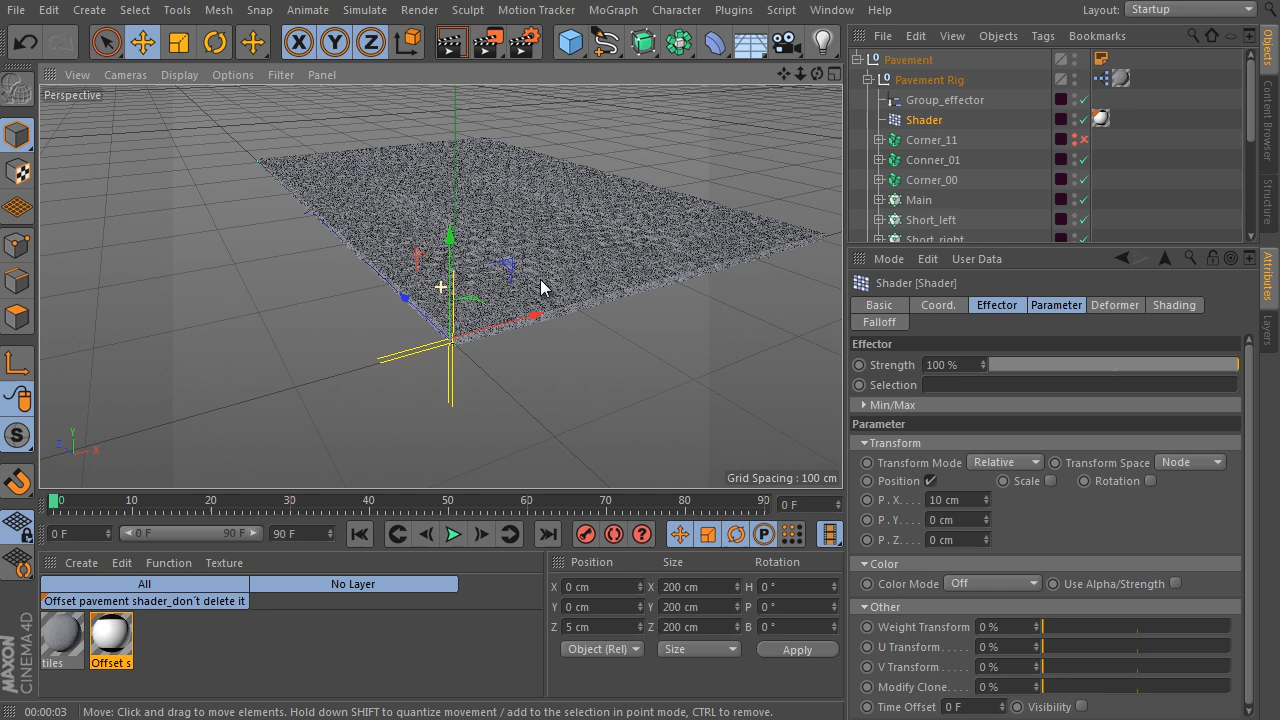 File Edit Create Select Tools Mesh Snap Animate Simulate Render Sculpt Motion Tracker MoGraph Character Plugins Script Window Help Layout: Startup
File Edit View Objects Tags Bookmarks
View Cameras Display Options Filter Panel
Perspective
Pavement
Pavement Rig
Group_effector
Shader
Corner_11
Conner_01
Corner_00
Main
Short_left
Short_right
Objects
Content Browser
Structure
Mode Edit User Data
Shader [Shader]
Basic Coord. Effector Parameter Deformer Shading
Falloff
Attributes
Layers
Effector
Strength 100 %
Selection
Min/Max
Parameter
Transform
Transform Mode Relative Transform Space Node
Position Scale Rotation
P . X . . . . 10 cm
P . Y . . . . 0 cm
P . Z . . . . 0 cm
Color
Color Mode Off Use Alpha/Strength
Other
Weight Transform 0 %
U Transform . . . . . 0 %
V Transform . . . . . 0 %
Modify Clone. . . . . 0 %
Time Offset 0 F Visibility
Y
Z
X
Grid Spacing : 100 cm
0 10 20 30 40 50 60 70 80 90 0 F
0 F 0 F 90 F 90 F
Create Edit Function Texture
All No Layer
Offset pavement shader_don´t delete it
tiles Offset s
Position Size Rotation
X 0 cm X 200 cm H 0 °
Y 0 cm Y 200 cm P 0 °
Z 5 cm Z 200 cm B 0 °
Object (Rel) Size Apply
MAXON
CINEMA 4D
00:00:03 Move: Click and drag to move elements. Hold down SHIFT to quantize movement / add to the selection in point mode, CTRL to remove.